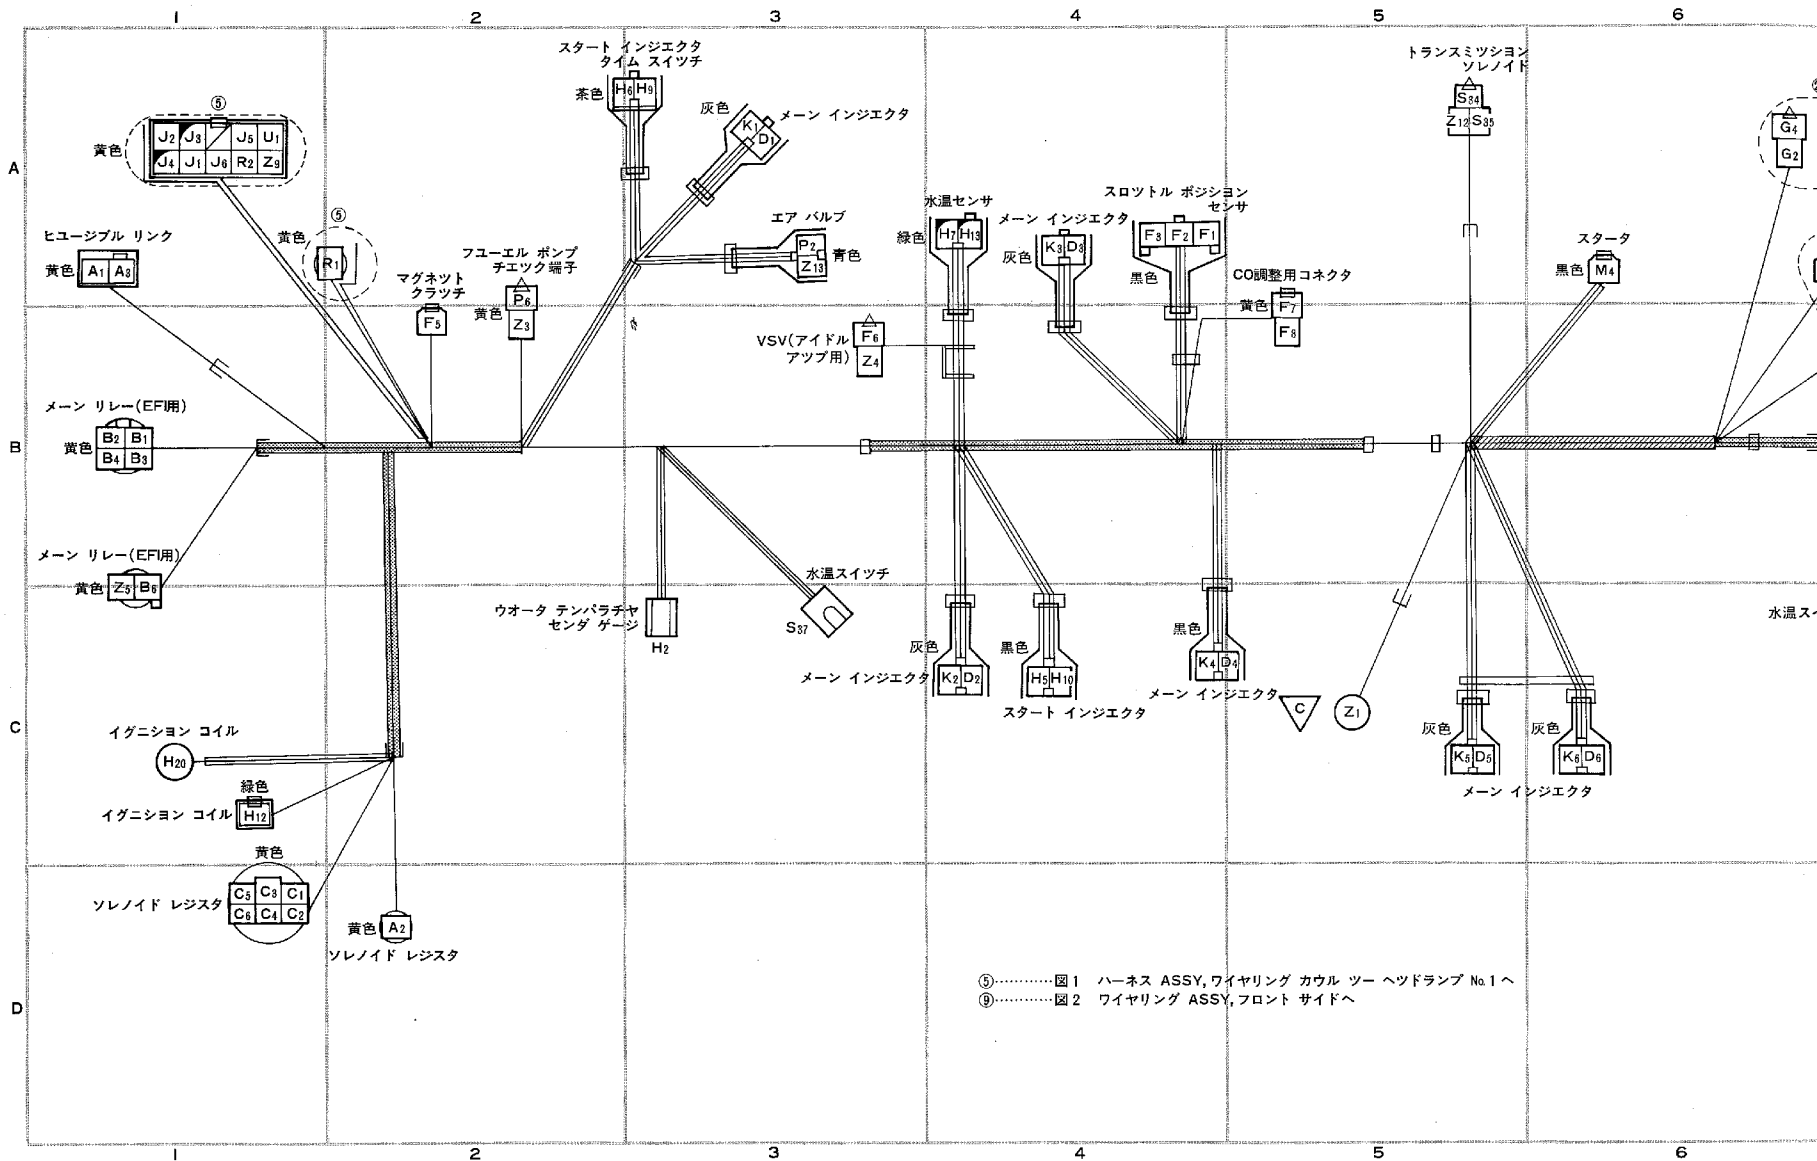 1 2 3 4 5 6
スタート インジエクタ
タイム スイツチ
茶色
H6 H9
灰色
メーン インジエクタ
K1 D1
トランスミツシヨン
ソレノイド
S34
Z12 S35
⑤
黄色
J2 J3 J5 U1
J4 J1 J6 R2 Z9
G4
G2
A
⑤
黄色
R1
ヒユージブル リンク
黄色
A1 A3
マグネツト
クラツチ
F5
フユーエル ポンプ
チエツク端子
黄色
P6
Z3
エア バルブ
P2
Z13
青色
水温センサ
緑色
H7 H13
メーン インジエクタ
灰色
K3 D3
スロツトル ポジシヨン
センサ
F3 F2 F1
黒色
CO調整用コネクタ
黄色
F7
F8
スタータ
黒色
M4
VSV(アイドル
アツプ用)
F6
Z4
メーン リレー(EFI用)
黄色
B2 B1
B4 B3
B
メーン リレー(EFI用)
黄色
Z5 B6
ウオータ テンパラチヤ
センダ ゲージ
H2
水温スイツチ
S37
灰色
K2 D2
メーン インジエクタ
黒色
H5 H10
スタート インジエクタ
黒色
K4 D4
メーン インジエクタ
C
Z1
水温ス
灰色
K5 D5
灰色
K6 D6
メーン インジエクタ
C
イグニシヨン コイル
H20
緑色
イグニシヨン コイル
H12
黄色
ソレノイド レジスタ
C5 C3 C1
C6 C4 C2
黄色
A2
ソレノイド レジスタ
⑤…………図1 ハーネス ASSY,ワイヤリング カウル ツー ヘツドランプ No.1 ヘ
⑨…………図2 ワイヤリング ASSY,フロント サイドヘ
D
1 2 3 4 5 6